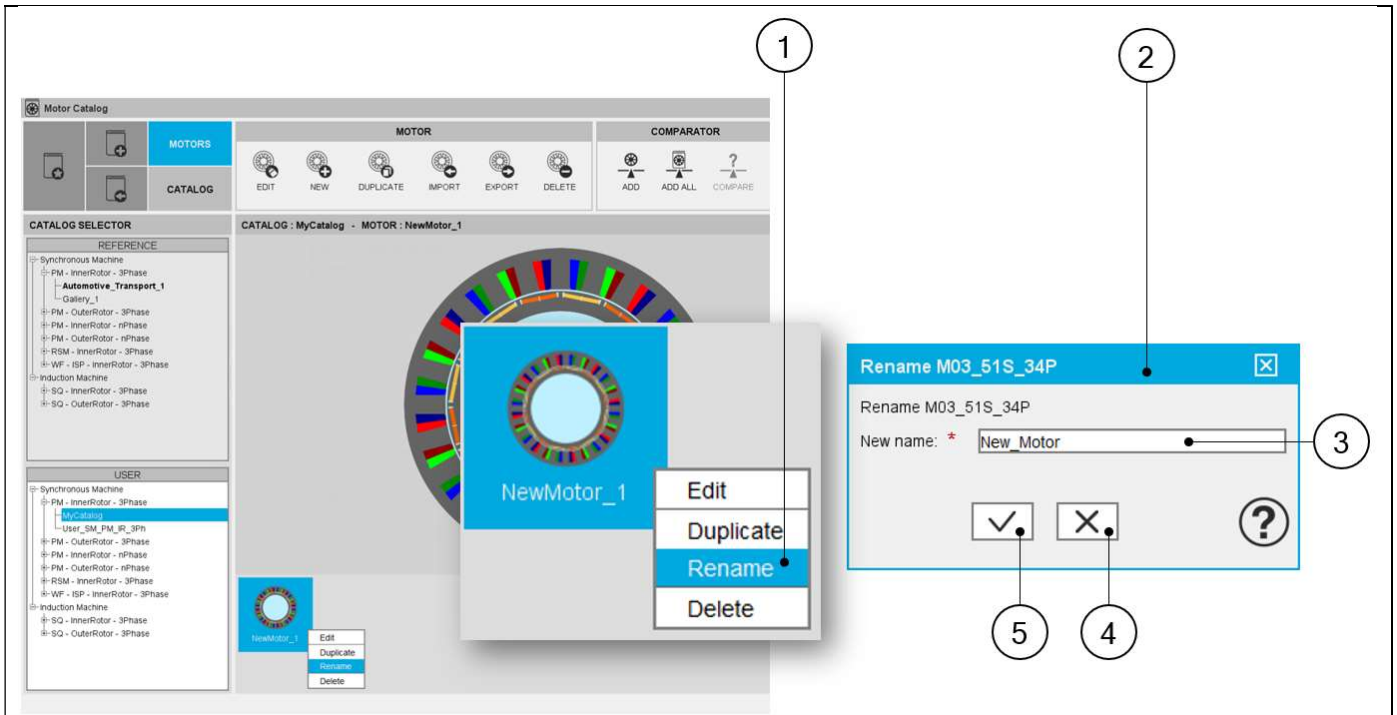 1
2
Motor Catalog
MOTORS
CATALOG
MOTOR
EDIT
NEW
DUPLICATE
IMPORT
EXPORT
DELETE
COMPARATOR
ADD
ADD ALL
?
COMPARE
CATALOG SELECTOR
CATALOG : MyCatalog - MOTOR : NewMotor_1
REFERENCE
Synchronous Machine
PM - InnerRotor - 3Phase
Automotive_Transport_1
Gallery_1
PM - OuterRotor - 3Phase
PM - InnerRotor - nPhase
PM - OuterRotor - nPhase
RSM - InnerRotor - 3Phase
WF - ISP - InnerRotor - 3Phase
Induction Machine
SQ - InnerRotor - 3Phase
SQ - OuterRotor - 3Phase
USER
Synchronous Machine
PM - InnerRotor - 3Phase
MyCatalog
User_SM_PM_IR_3Ph
PM - OuterRotor - 3Phase
PM - InnerRotor - nPhase
PM - OuterRotor - nPhase
RSM - InnerRotor - 3Phase
WF - ISP - InnerRotor - 3Phase
Induction Machine
SQ - InnerRotor - 3Phase
SQ - OuterRotor - 3Phase
NewMotor_1
Edit
Duplicate
Rename
Delete
NewMotor_1
Edit
Duplicate
Rename
Delete
Rename M03_51S_34P
Rename M03_51S_34P
New name: * New_Motor
3
?
5
4